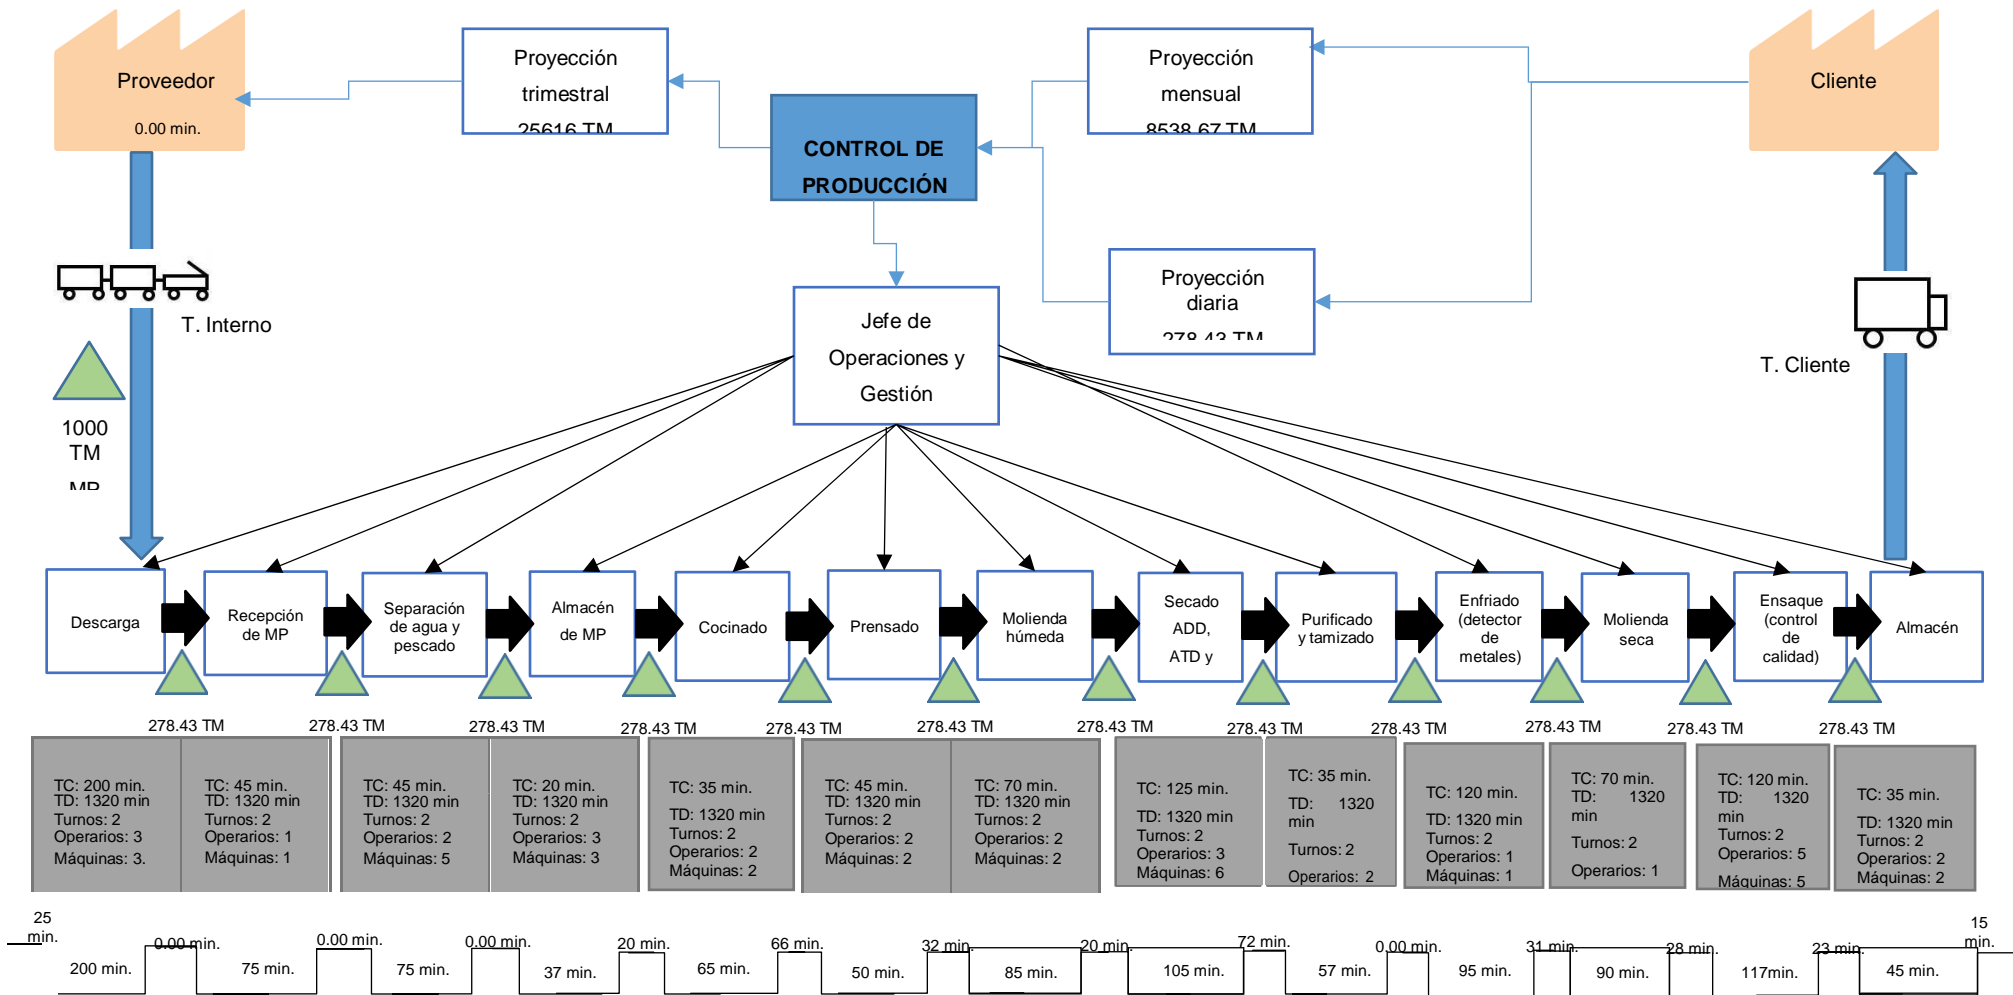 Proveedor
0.00 min.
Proyección
trimestral
25616 TM
CONTROL DE
PRODUCCIÓN
Proyección
mensual
8538.67 TM
Cliente
Proyección
diaria
278.43 TM
T. Interno
1000
TM
MP
Jefe de
Operaciones y
Gestión
T. Cliente
Descarga
Recepción
de MP
Separación
de agua y
pescado
Almacén
de MP
Cocinado
Prensado
Molienda
húmeda
Secado
ADD,
ATD y
Purificado
y tamizado
Enfriado
(detector
de
metales)
Molienda
seca
Ensaque
(control
de
calidad)
Almacén
278.43 TM
278.43 TM
278.43 TM
278.43 TM
278.43 TM
278.43 TM
278.43 TM
278.43 TM
278.43 TM
278.43 TM
278.43 TM
278.43 TM
TC: 200 min.
TD: 1320 min
Turnos: 2
Operarios: 3
Máquinas: 3.
TC: 45 min.
TD: 1320 min
Turnos: 2
Operarios: 1
Máquinas: 1
TC: 45 min.
TD: 1320 min
Turnos: 2
Operarios: 2
Máquinas: 5
TC: 20 min.
TD: 1320 min
Turnos: 2
Operarios: 3
Máquinas: 3
TC: 35 min.
TD: 1320 min
Turnos: 2
Operarios: 2
Máquinas: 2
TC: 45 min.
TD: 1320 min
Turnos: 2
Operarios: 2
Máquinas: 2
TC: 70 min.
TD: 1320 min
Turnos: 2
Operarios: 2
Máquinas: 2
TC: 125 min.
TD: 1320 min
Turnos: 2
Operarios: 3
Máquinas: 6
TC: 35 min.
TD: 1320
min
Turnos: 2
Operarios: 2
TC: 120 min.
TD: 1320 min
Turnos: 2
Operarios: 1
Máquinas: 1
TC: 70 min.
TD: 1320
min
Turnos: 2
Operarios: 1
TC: 120 min.
TD: 1320
min
Turnos: 2
Operarios: 5
Máquinas: 5
TC: 35 min.
TD: 1320 min
Turnos: 2
Operarios: 2
Máquinas: 2
25
min.
0.00 min.
0.00 min.
0.00 min.
20 min.
66 min.
32 min.
20 min.
72 min.
0.00 min.
31 min.
28 min.
23 min.
15
min.
200 min.
75 min.
75 min.
37 min.
65 min.
50 min.
85 min.
105 min.
57 min.
95 min.
90 min.
117min.
45 min.